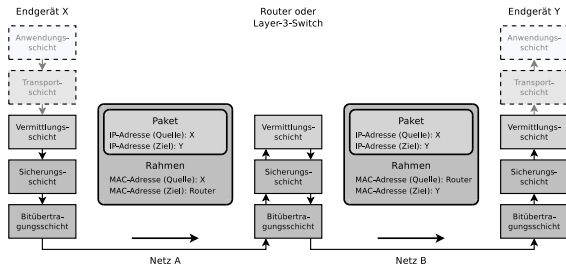 Endgerät X
Router oder
Layer-3-Switch
Endgerät Y
Anwendungs-
schicht
Transport-
schicht
Vermittlungs-
schicht
Sicherungs-
schicht
Bitübertra-
gungsschicht
Paket
IP-Adresse (Quelle): X
IP-Adresse (Ziel): Y
Rahmen
MAC-Adresse (Quelle): X
MAC-Adresse (Ziel): Router
Vermittlungs-
schicht
Sicherungs-
schicht
Bitübertra-
gungsschicht
Paket
IP-Adresse (Quelle): X
IP-Adresse (Ziel): Y
Rahmen
MAC-Adresse (Quelle): Router
MAC-Adresse (Ziel): Y
Anwendungs-
schicht
Transport-
schicht
Vermittlungs-
schicht
Sicherungs-
schicht
Bitübertra-
gungsschicht
Netz A
Netz B